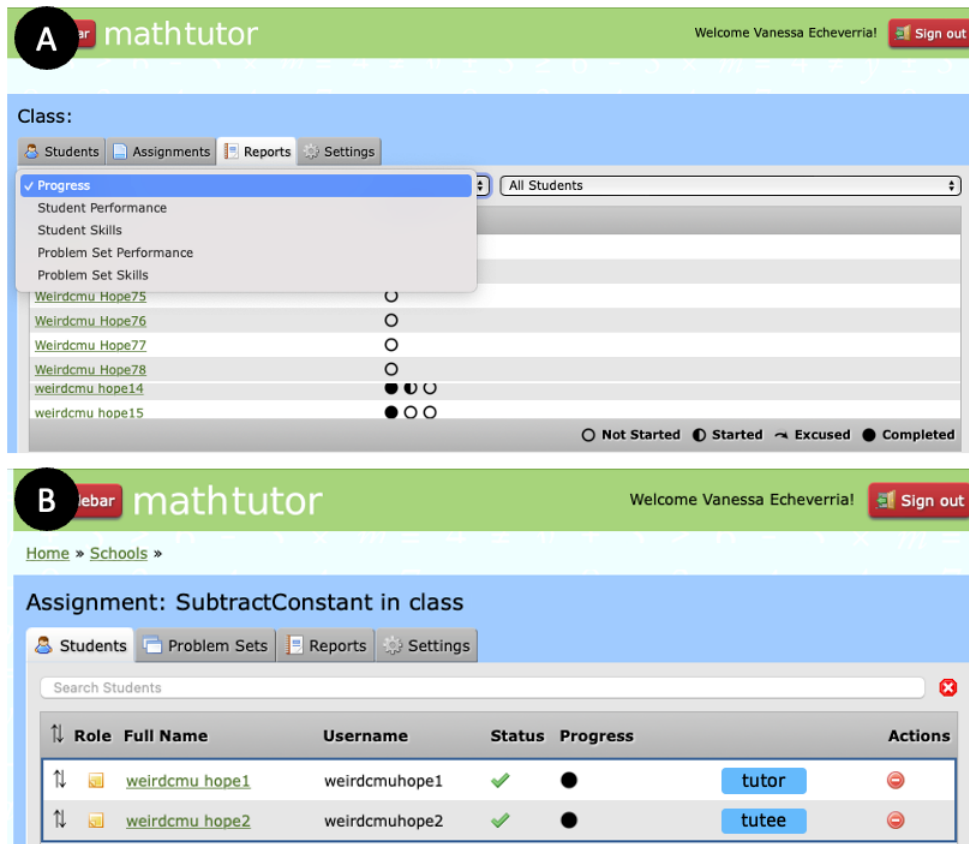 A ar mathtutor Welcome Vanessa Echeverria! Sign out
Class:
Students Assignments Reports Settings
✓ Progress All Students
Student Performance
Student Skills
Problem Set Performance
Problem Set Skills
Weirdcmu Hope75
Weirdcmu Hope76
Weirdcmu Hope77
Weirdcmu Hope78
weirdcmu hope14
weirdcmu hope15
Not Started Started Excused Completed
B ebar mathtutor Welcome Vanessa Echeverria! Sign out
Home » Schools »
Assignment: SubtractConstant in class
Students Problem Sets Reports Settings
Search Students
Role Full Name Username Status Progress Actions
weirdcmu hope1 weirdcmuhope1 tutor
weirdcmu hope2 weirdcmuhope2 tutee